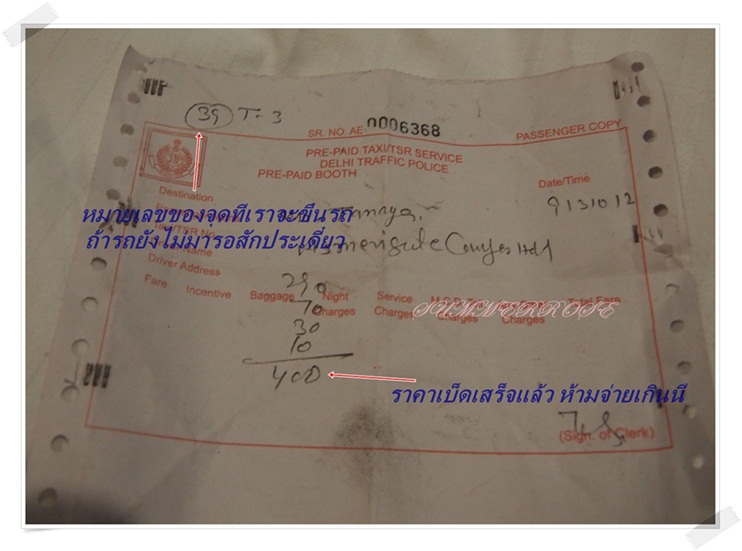 39 T-3
SR. NO. AE- 0006368
PASSENGER COPY
PRE-PAID TAXI/TSR SERVICE
DELHI TRAFFIC POLICE
PRE-PAID BOOTH
Destination
Date/Time
หมายเลขของจุดที่เราจะขึ้นรถ
Taxi/TSR No.
ถ้ารถยังไม่มารอสักประเดี๋ยว
Name
Driver Address
Fare Incentive Baggage Night Charges Service Charges Charges Charges Total Fare
SUMMERROSE
290
70
30
10
400
ราคาเบ็ดเสร็จแล้ว ห้ามจ่ายเกินนี้
(Sign. of Clerk)